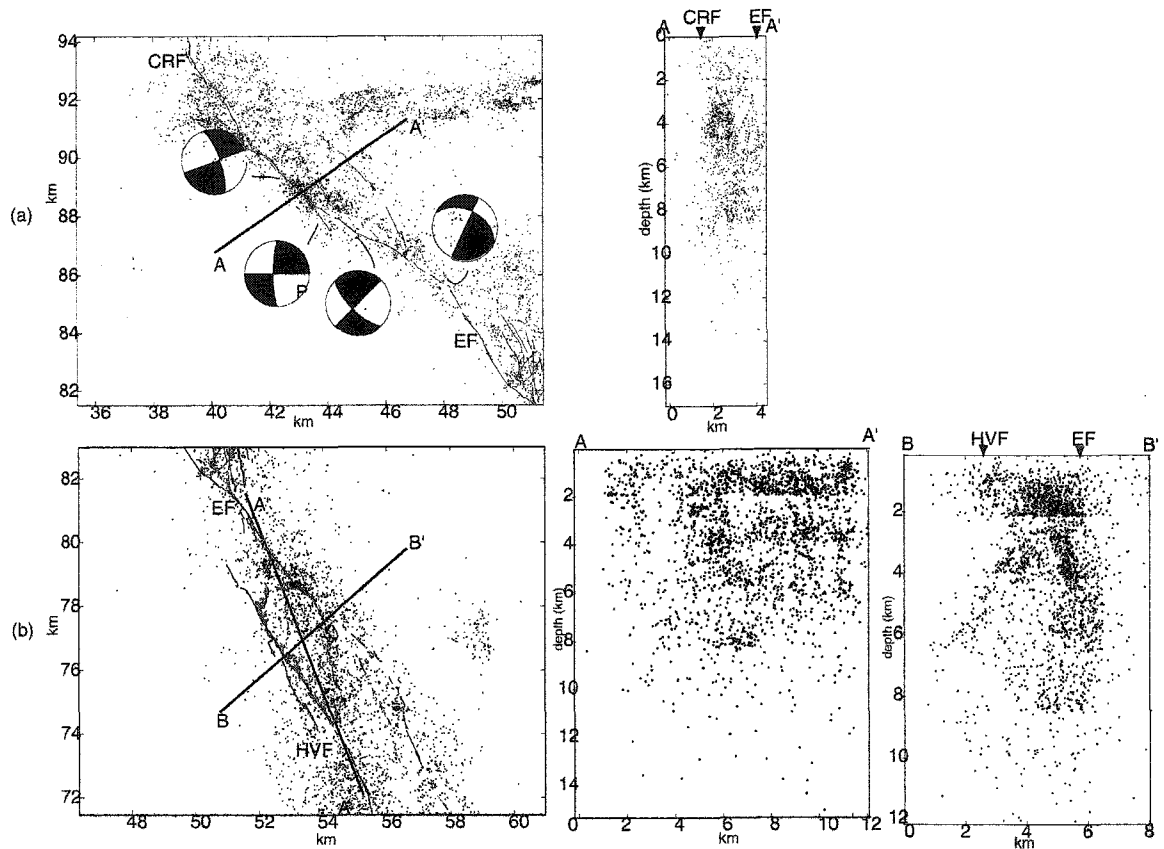 A CRF EF A'
94
92
90
88
86
84
82
km
CRF
A'
A
P
EF
36 38 40 42 44 46 48 50
km
(a)
0
2
4
6
8
10
12
14
16
depth (km)
0 2 4
km
82
80
78
76
74
72
km
EF
A
B'
B
HVF
48 50 52 54 56 58 60
km
(b)
A A'
2
4
6
8
10
12
14
depth (km)
0 2 4 6 8 10 12
km
B HVF EF B'
2
4
6
8
10
12
depth (km)
0 2 4 6 8
km